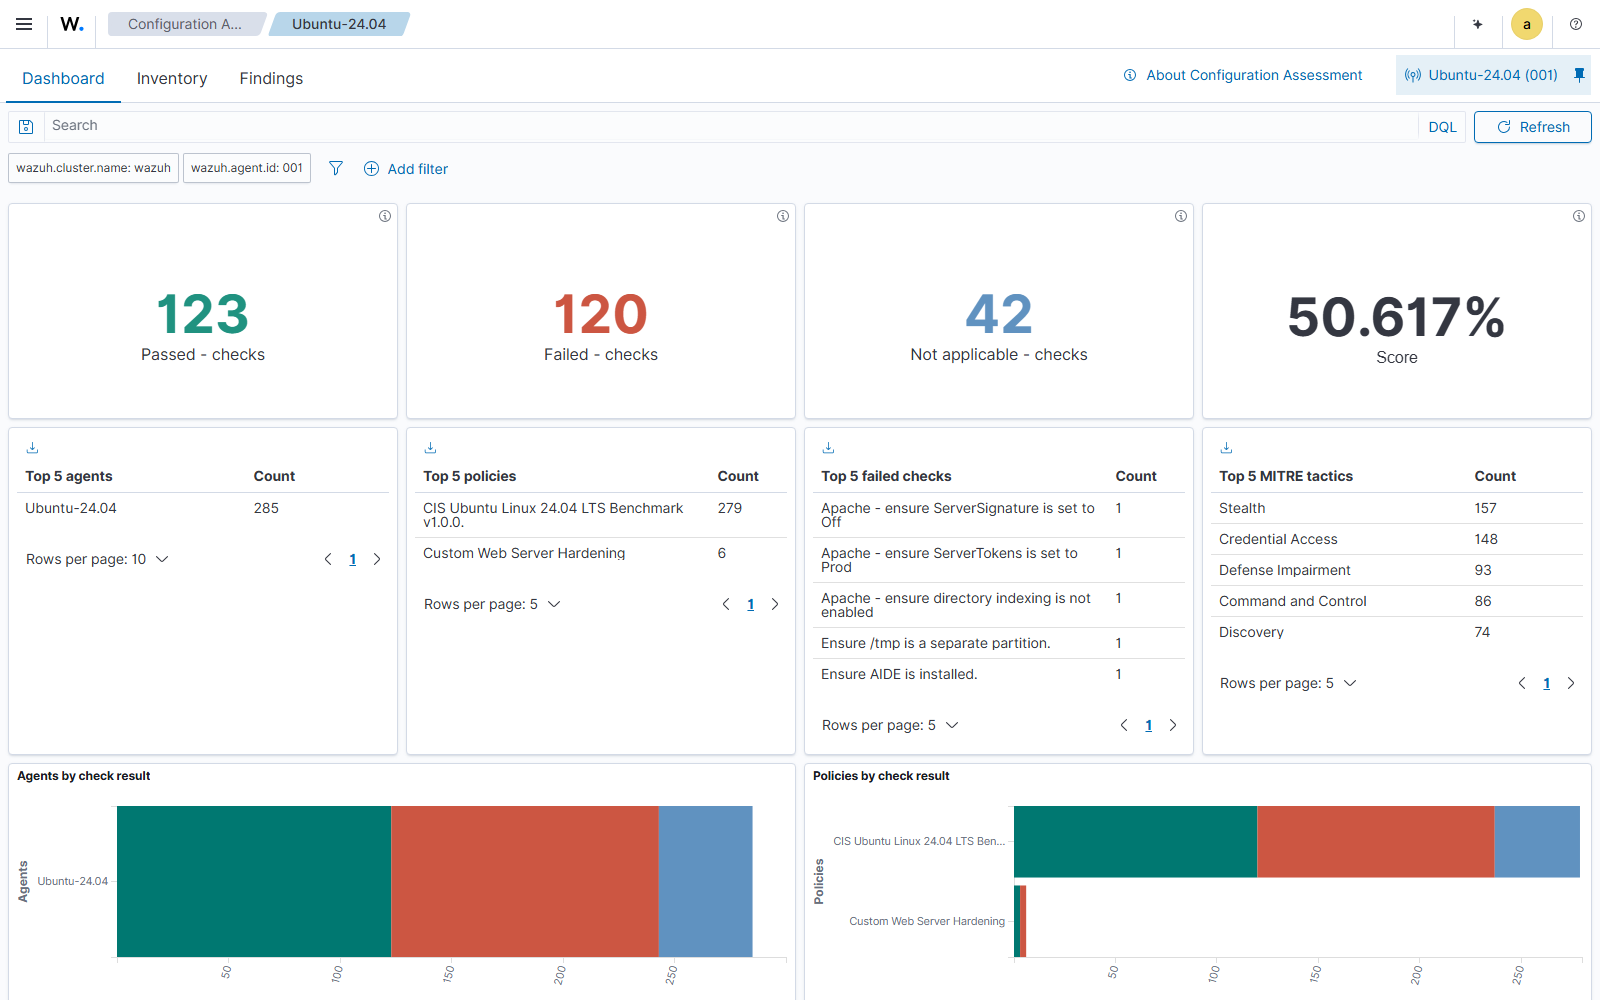 W.
Configuration A...
Ubuntu-24.04
a
Dashboard
Inventory
Findings
About Configuration Assessment
Ubuntu-24.04 (001)
Search
DQL
Refresh
wazuh.cluster.name: wazuh
wazuh.agent.id: 001
Add filter
123
Passed - checks
120
Failed - checks
42
Not applicable - checks
50.617%
Score
Top 5 agents Count
Ubuntu-24.04 285
Rows per page: 10
1
Top 5 policies Count
CIS Ubuntu Linux 24.04 LTS Benchmark 279
v1.0.0.
Custom Web Server Hardening 6
Rows per page: 5
1
Top 5 failed checks Count
Apache - ensure ServerSignature is set to 1
Off
Apache - ensure ServerTokens is set to 1
Prod
Apache - ensure directory indexing is not 1
enabled
Ensure /tmp is a separate partition. 1
Ensure AIDE is installed. 1
Rows per page: 5
1
Top 5 MITRE tactics Count
Stealth 157
Credential Access 148
Defense Impairment 93
Command and Control 86
Discovery 74
Rows per page: 5
1
Agents by check result
Agents
Ubuntu-24.04
50
100
150
200
250
Policies by check result
Policies
CIS Ubuntu Linux 24.04 LTS Ben...
Custom Web Server Hardening
50
100
150
200
250